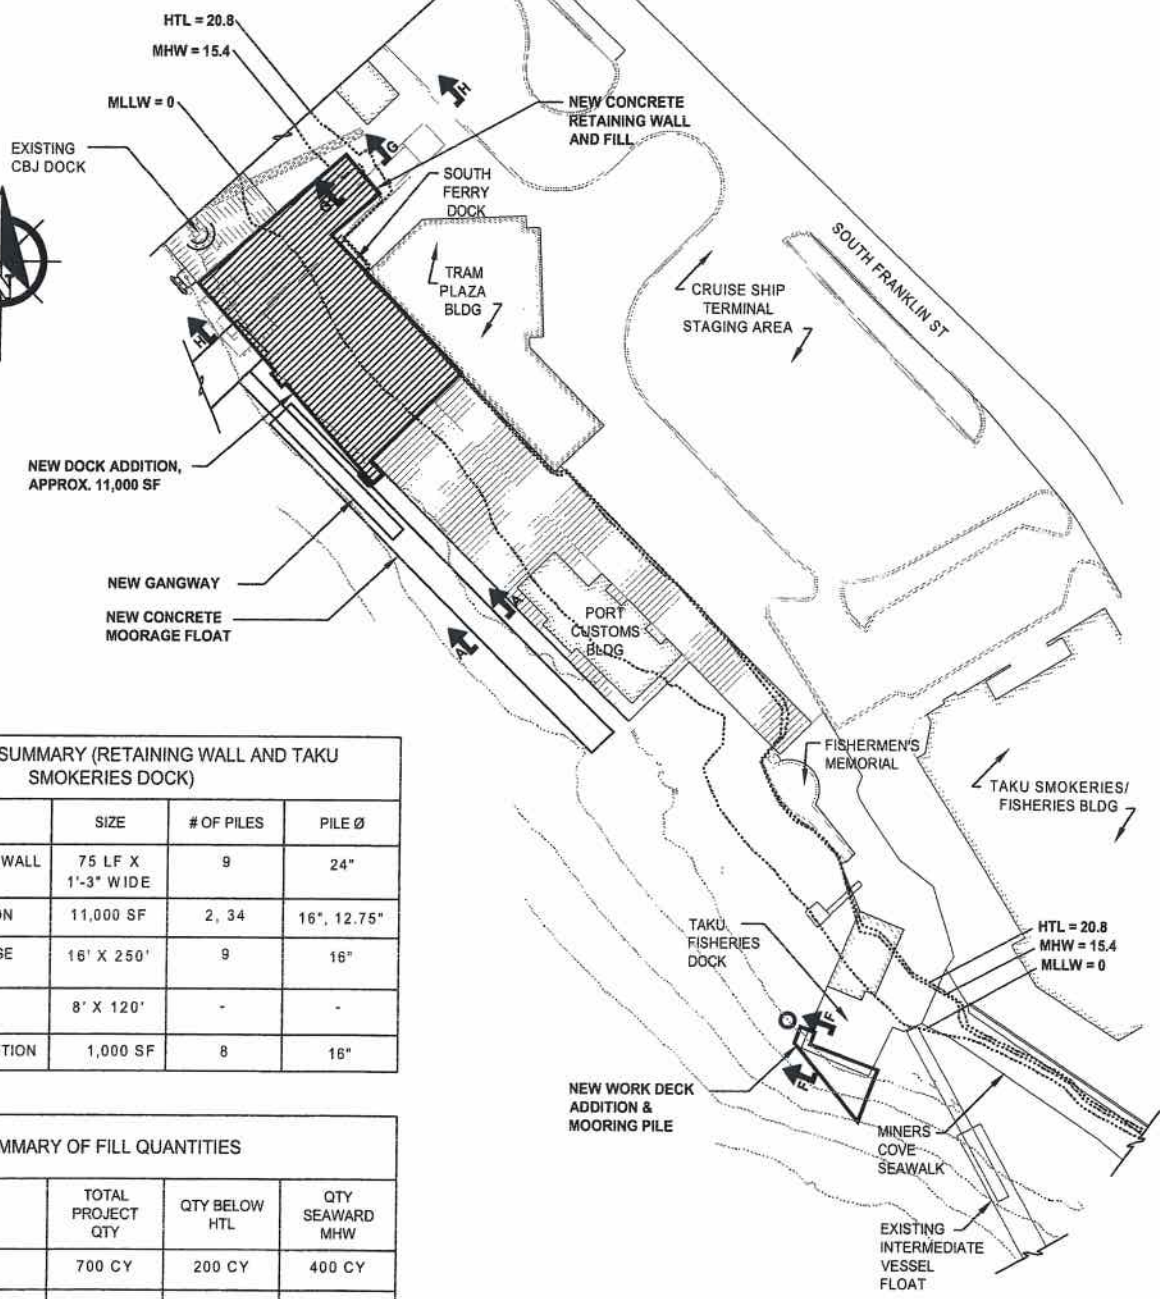 HTL = 20.8
MHW = 15.4
MLLW = 0
EXISTING
CBJ DOCK
N
H
G
G
NEW CONCRETE
RETAINING WALL
AND FILL
SOUTH
FERRY
DOCK
TRAM
PLAZA
BLDG
CRUISE SHIP
TERMINAL
STAGING AREA
SOUTH FRANKLIN ST
H
NEW DOCK ADDITION,
APPROX. 11,000 SF
NEW GANGWAY
NEW CONCRETE
MOORAGE FLOAT
A
A
PORT
CUSTOMS
BLDG
FISHERMEN'S
MEMORIAL
TAKU SMOKERIES/
FISHERIES BLDG
TAKU
FISHERIES
DOCK
HTL = 20.8
MHW = 15.4
MLLW = 0
F
F
NEW WORK DECK
ADDITION &
MOORING PILE
MINERS
COVE
SEAWALK
EXISTING
INTERMEDIATE
VESSEL
FLOAT
SUMMARY (RETAINING WALL AND TAKU
SMOKERIES DOCK)
SIZE # OF PILES PILE Ø
WALL 75 LF X 9 24"
1'-3" WIDE
ON 11,000 SF 2, 34 16", 12.75"
SE 16' X 250' 9 16"
8' X 120' - -
TION 1,000 SF 8 16"
MMARY OF FILL QUANTITIES
TOTAL
PROJECT
QTY
QTY BELOW
HTL
QTY
SEAWARD
MHW
700 CY 200 CY 400 CY